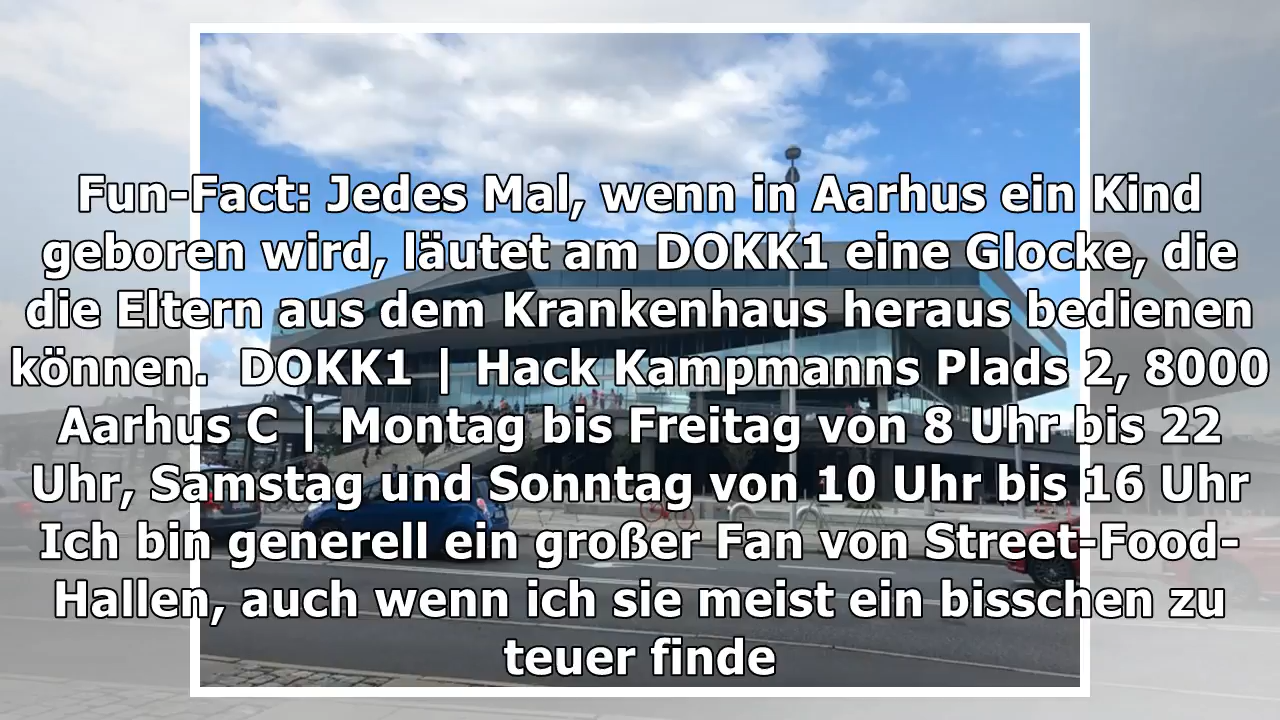 Fun-Fact: Jedes Mal, wenn in Aarhus ein Kind
geboren wird, läutet am DOKK1 eine Glocke, die
die Eltern aus dem Krankenhaus heraus bedienen
können.  DOKK1 | Hack Kampmanns Plads 2, 8000
Aarhus C | Montag bis Freitag von 8 Uhr bis 22
Uhr, Samstag und Sonntag von 10 Uhr bis 16 Uhr
Ich bin generell ein großer Fan von Street-Food-
Hallen, auch wenn ich sie meist ein bisschen zu
teuer finde